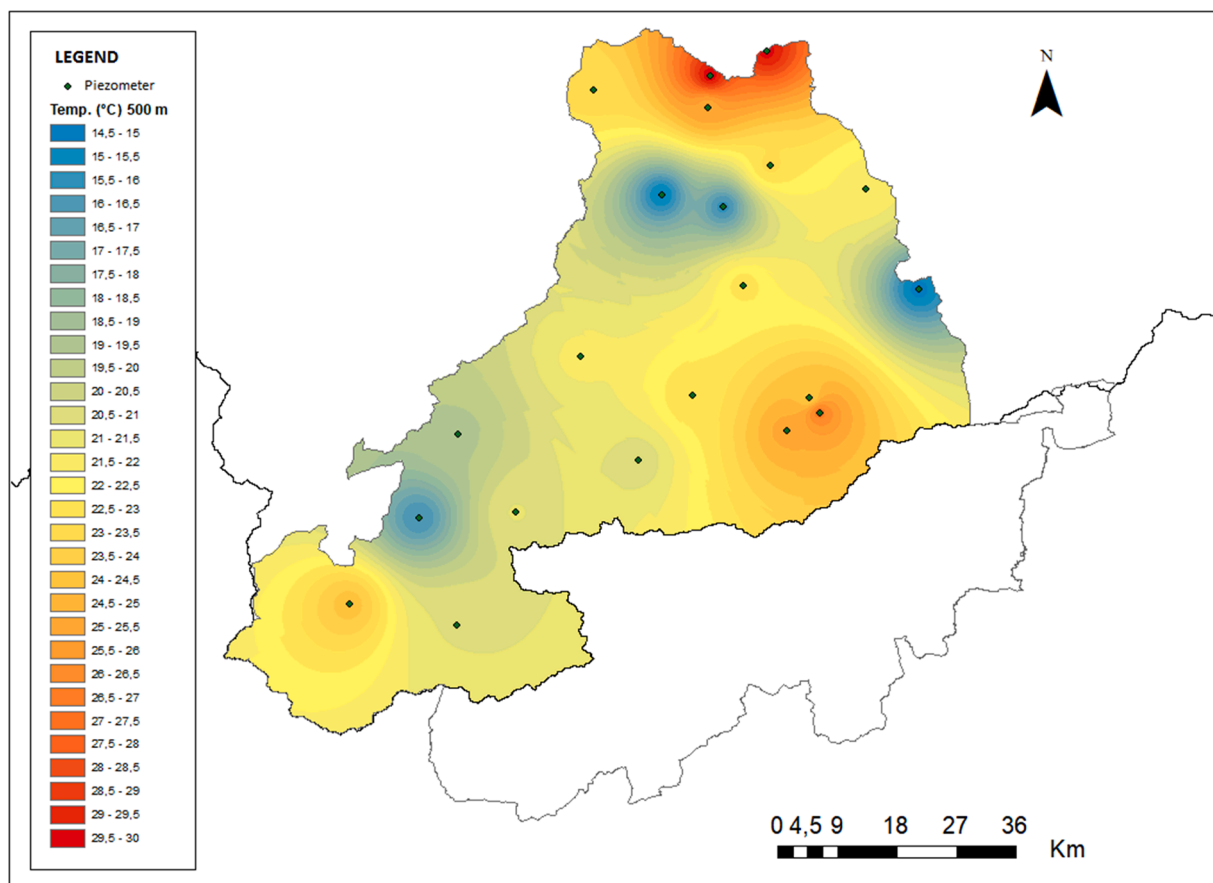 LEGEND
Piezometer
Temp. (°C) 500 m
14,5 - 15
15 - 15,5
15,5 - 16
16 - 16,5
16,5 - 17
17 - 17,5
17,5 - 18
18 - 18,5
18,5 - 19
19 - 19,5
19,5 - 20
20 - 20,5
20,5 - 21
21 - 21,5
21,5 - 22
22 - 22,5
22,5 - 23
23 - 23,5
23,5 - 24
24 - 24,5
24,5 - 25
25 - 25,5
25,5 - 26
26 - 26,5
26,5 - 27
27 - 27,5
27,5 - 28
28 - 28,5
28,5 - 29
29 - 29,5
29,5 - 30
N
0 4,5 9 18 27 36
Km